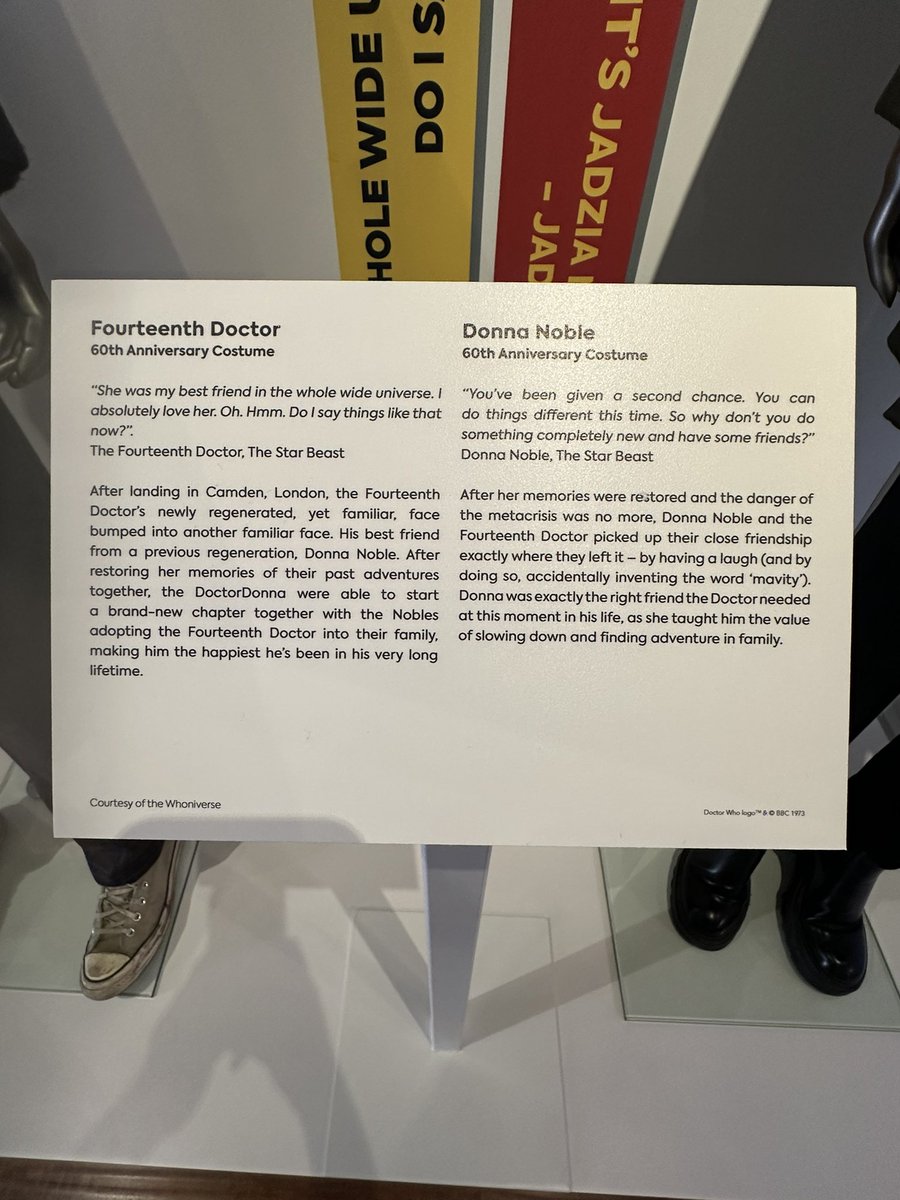 HOLE WIDE U
DO I S
IT'S JADZIA
– JAD
Fourteenth Doctor
60th Anniversary Costume
“She was my best friend in the whole wide universe. I
absolutely love her. Oh. Hmm. Do I say things like that
now?”.
The Fourteenth Doctor, The Star Beast
After landing in Camden, London, the Fourteenth
Doctor's newly regenerated, yet familiar, face
bumped into another familiar face. His best friend
from a previous regeneration, Donna Noble. After
restoring her memories of their past adventures
together, the DoctorDonna were able to start
a brand-new chapter together with the Nobles
adopting the Fourteenth Doctor into their family,
making him the happiest he's been in his very long
lifetime.
Courtesy of the Whoniverse
Donna Noble
60th Anniversary Costume
“You've been given a second chance. You can
do things different this time. So why don't you do
something completely new and have some friends?”
Donna Noble, The Star Beast
After her memories were restored and the danger of
the metacrisis was no more, Donna Noble and the
Fourteenth Doctor picked up their close friendship
exactly where they left it – by having a laugh (and by
doing so, accidentally inventing the word ‘mavity’).
Donna was exactly the right friend the Doctor needed
at this moment in his life, as she taught him the value
of slowing down and finding adventure in family.
Doctor Who logo™ & © BBC 1973